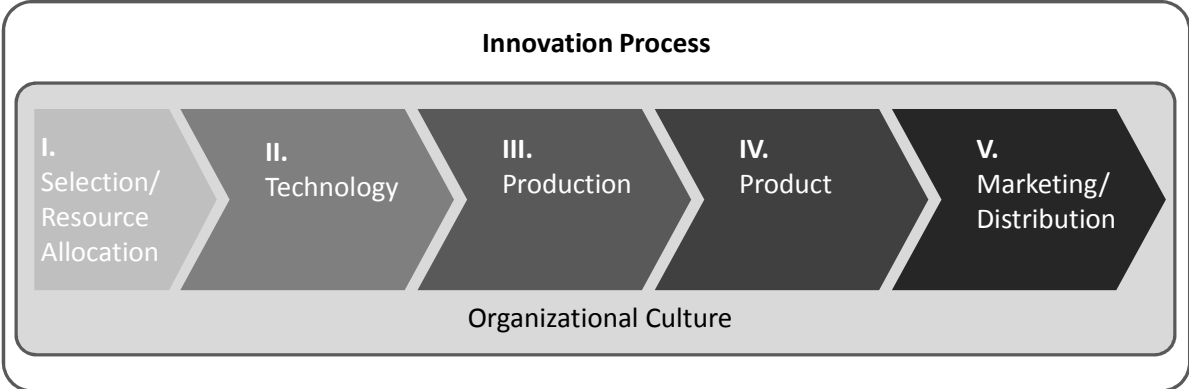 Innovation Process
I.
Selection/
Resource
Allocation
II.
Technology
III.
Production
IV.
Product
V.
Marketing/
Distribution
Organizational Culture